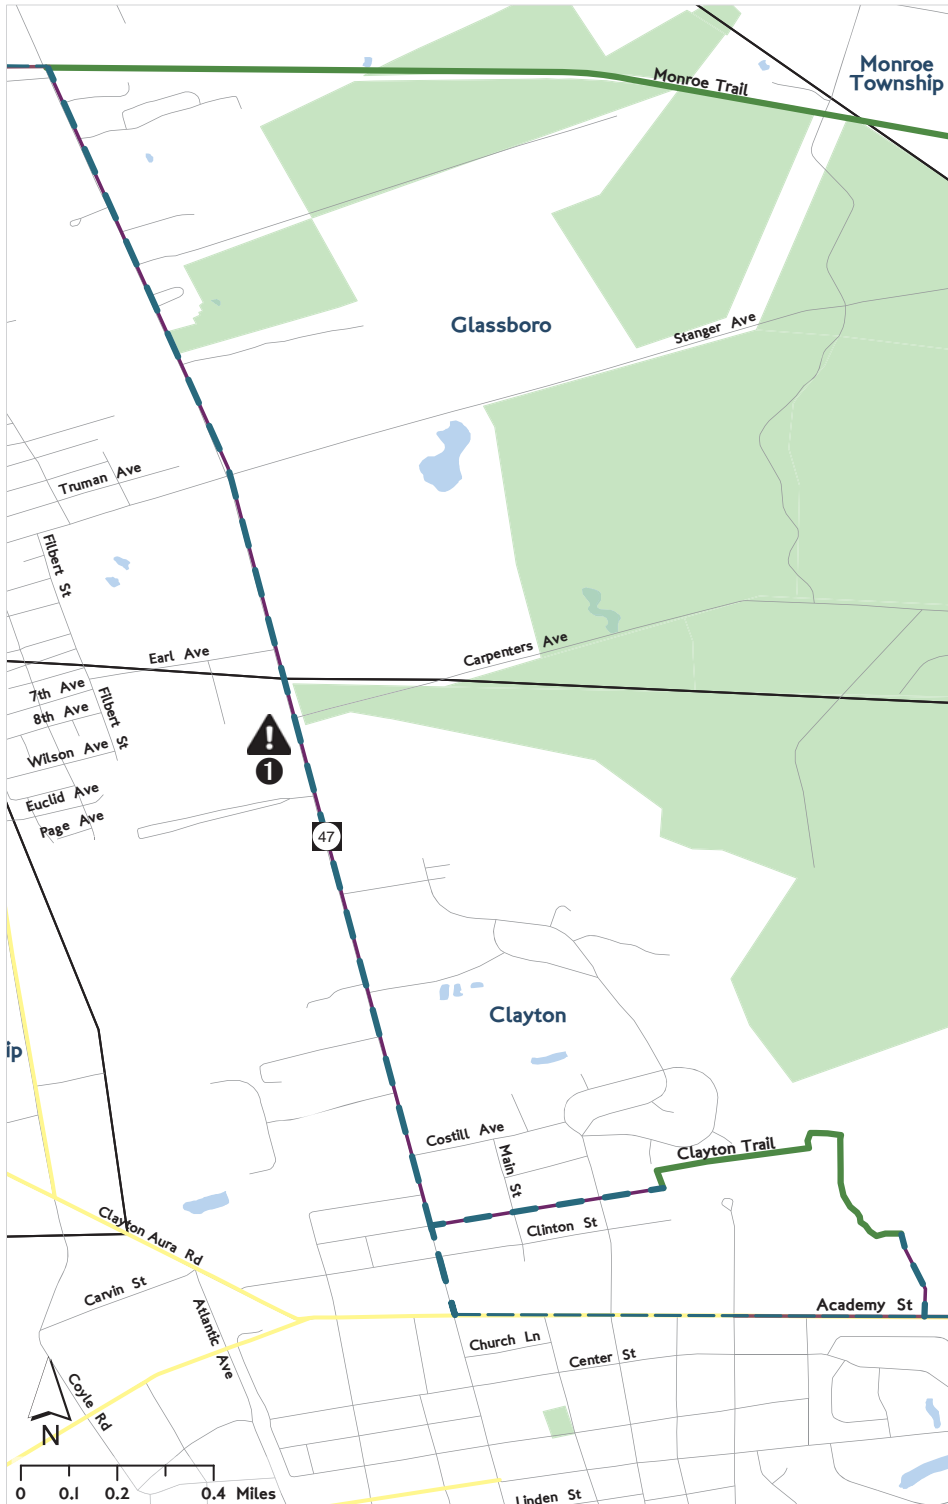 Monroe
Township
Monroe Trail
Glassboro
Stanger Ave
Truman Ave
Filbert St
Earl Ave
Carpenters Ave
7th Ave
8th Ave
Filbert St
Wilson Ave
!
1
Euclid Ave
Page Ave
47
Clayton
ip
Costill Ave
Main St
Clayton Trail
Clinton St
Clayton Aura Rd
Carvin St
Atlantic Ave
Academy St
Church Ln
Center St
Coyle Rd
N
0 0.1 0.2 0.4 Miles
Linden St